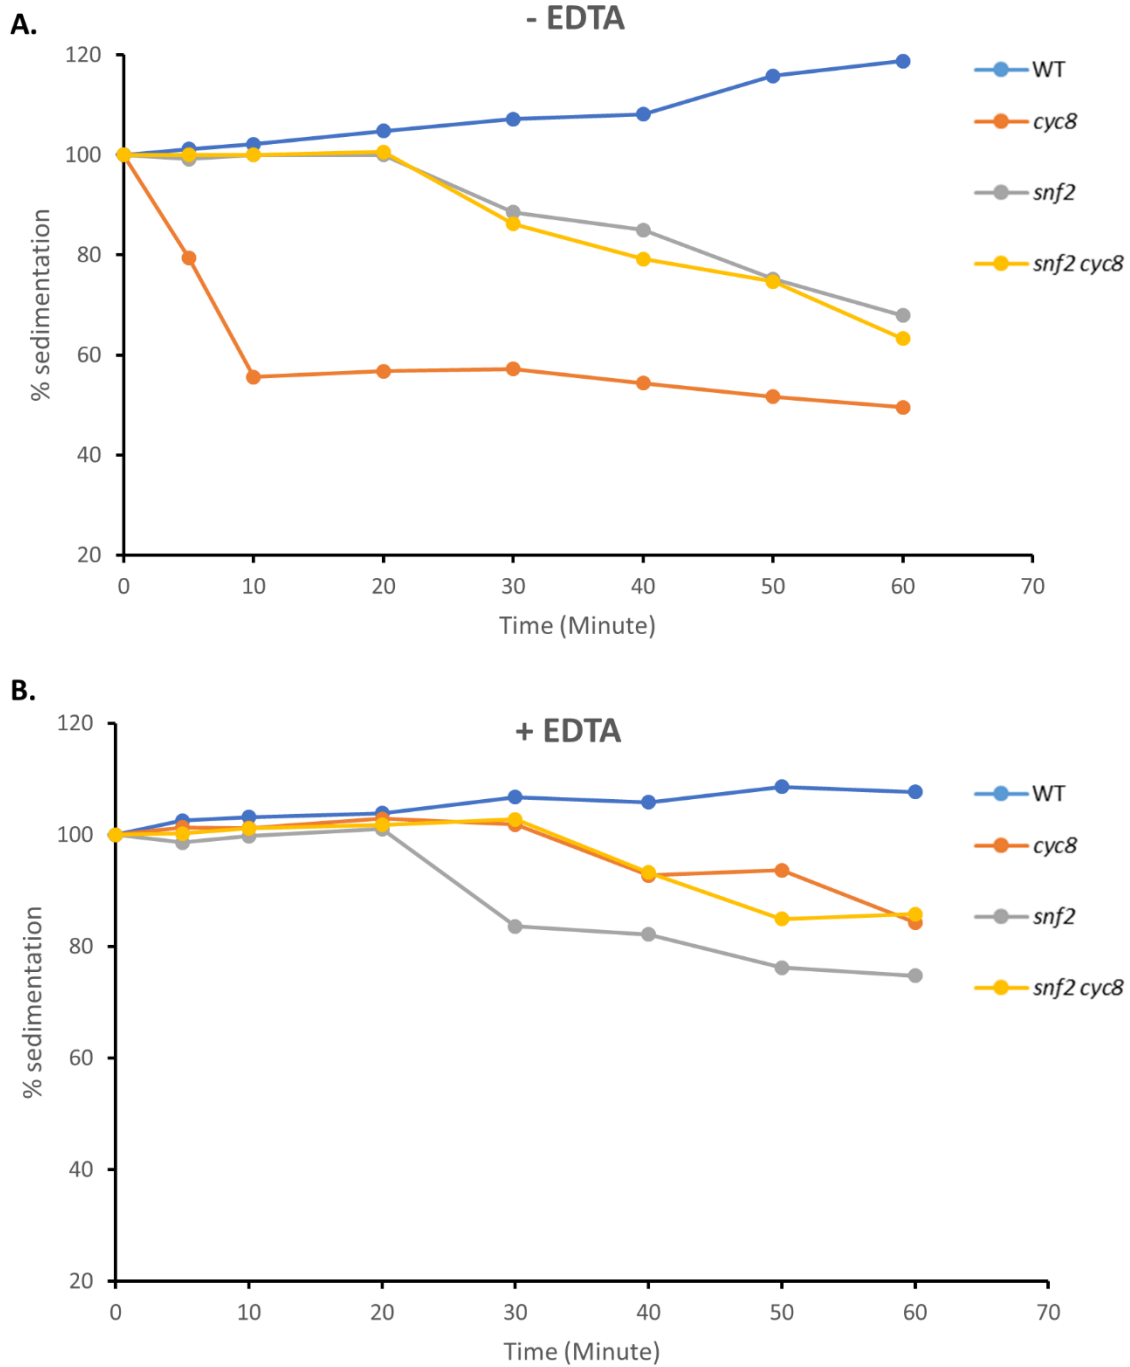 A.
- EDTA
120
100
80
60
40
20
% sedimentation
0 10 20 30 40 50 60 70
Time (Minute)
WT
cyc8
snf2
snf2 cyc8
B.
+ EDTA
120
100
80
60
40
20
% sedimentation
0 10 20 30 40 50 60 70
Time (Minute)
WT
cyc8
snf2
snf2 cyc8